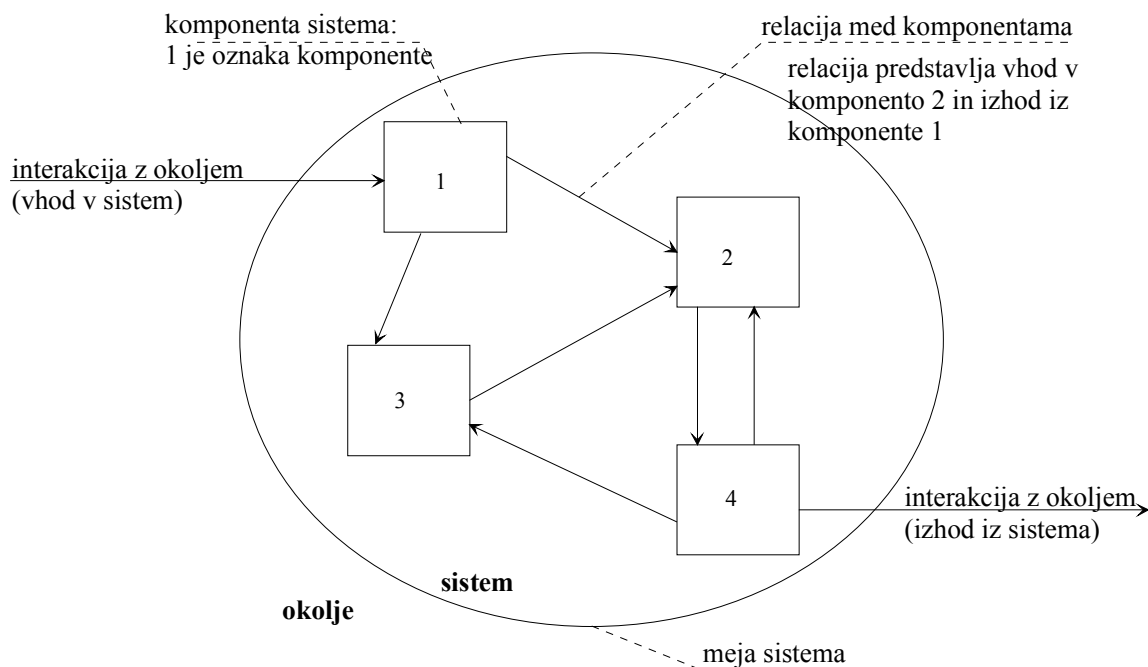 komponenta sistema:
1 je oznaka komponente
relacija med komponentama
relacija predstavlja vhod v
komponento 2 in izhod iz
komponente 1
interakcija z okoljem
(vhod v sistem)
1
2
3
4
interakcija z okoljem
(izhod iz sistema)
sistem
okolje
meja sistema